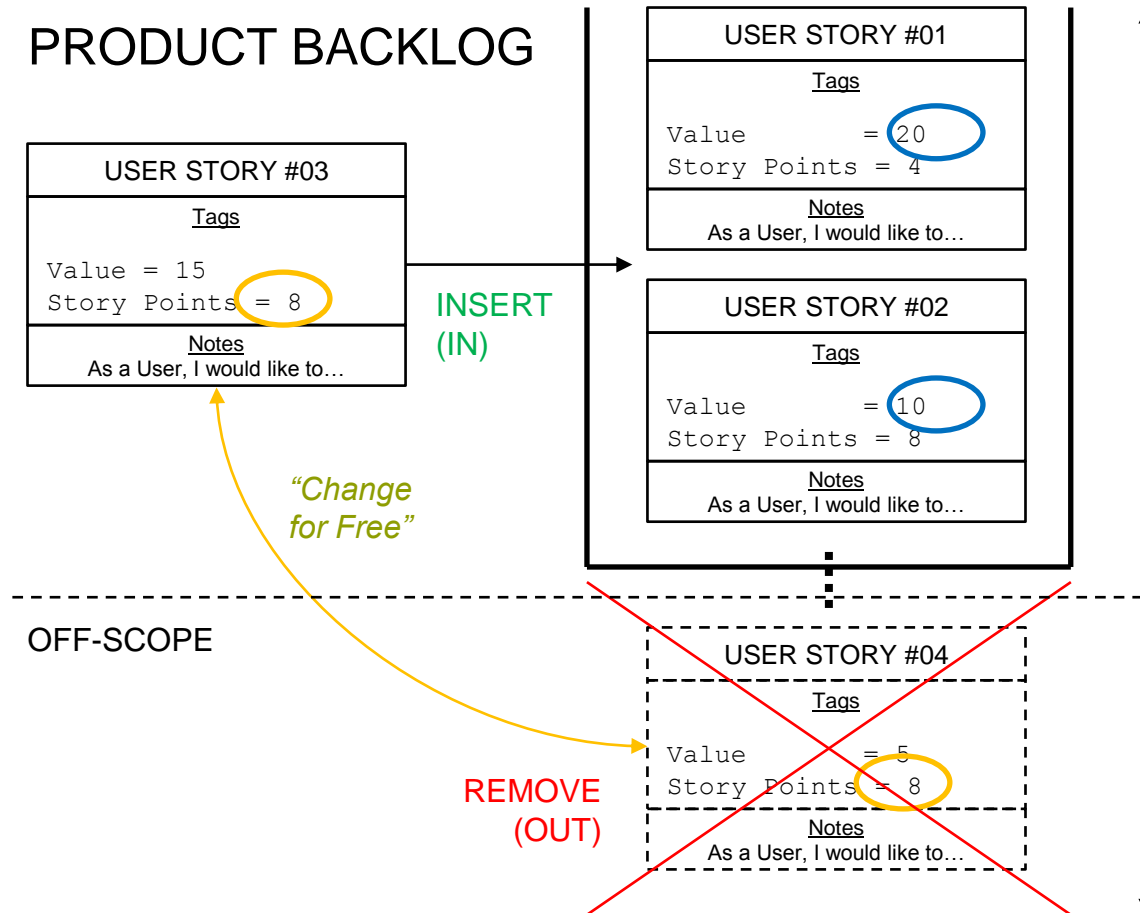 PRODUCT BACKLOG
USER STORY #01
Tags
Value = 20
Story Points = 4
Notes
As a User, I would like to…
USER STORY #03
Tags
Value = 15
Story Points = 8
Notes
As a User, I would like to…
INSERT
(IN)
USER STORY #02
Tags
Value = 10
Story Points = 8
Notes
As a User, I would like to…
“Change
for Free”
OFF-SCOPE
USER STORY #04
Tags
Value = 5
Story Points = 8
Notes
As a User, I would like to…
REMOVE
(OUT)